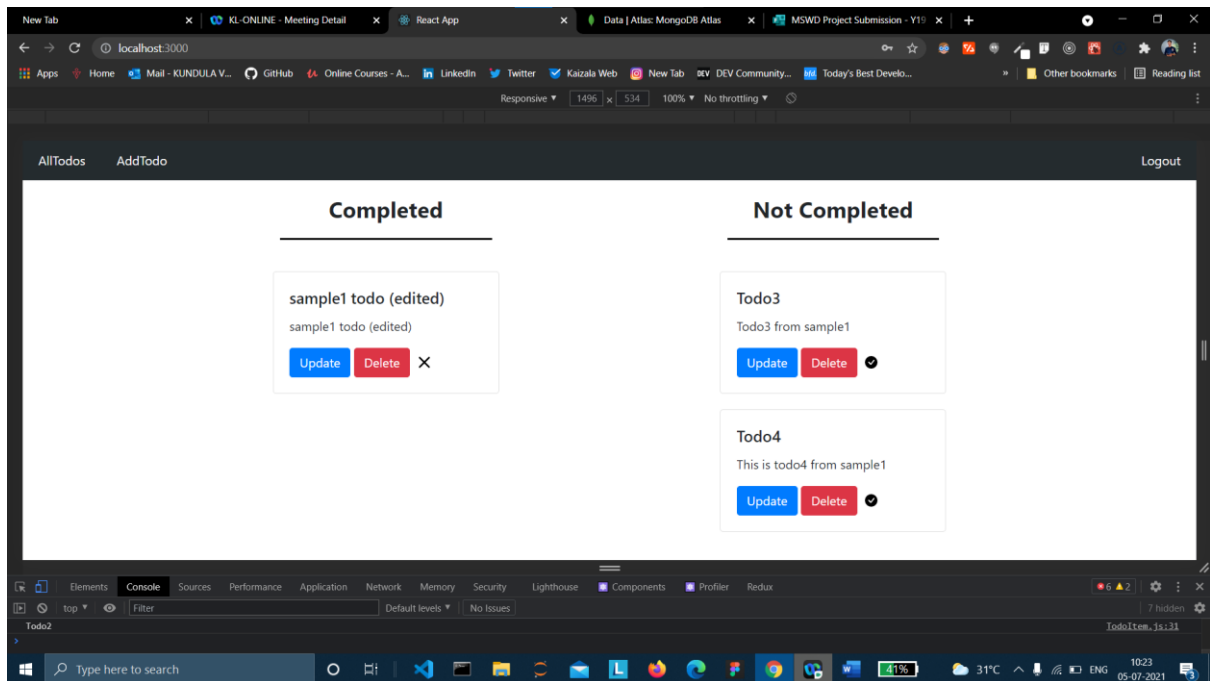 New Tab
KL-ONLINE - Meeting Detail
React App
Data | Atlas: MongoDB Atlas
MSWD Project Submission - Y19
localhost:3000
Apps
Home
Mail - KUNDULA V...
GitHub
Online Courses - A...
LinkedIn
Twitter
Kaizala Web
New Tab
DEV Community...
Today's Best Develo...
»
Other bookmarks
Reading list
Responsive
1496 x 534
100%
No throttling
AllTodos
AddTodo
Logout
Completed
Not Completed
sample1 todo (edited)
sample1 todo (edited)
Update
Delete
Todo3
Todo3 from sample1
Update
Delete
Todo4
This is todo4 from sample1
Update
Delete
Elements
Console
Sources
Performance
Application
Network
Memory
Security
Lighthouse
Components
Profiler
Redux
6
2
top
Filter
Default levels
No Issues
7 hidden
Todo2
TodoItem.js:31
Type here to search
41%
31°C
ENG
10:23
05-07-2021
3